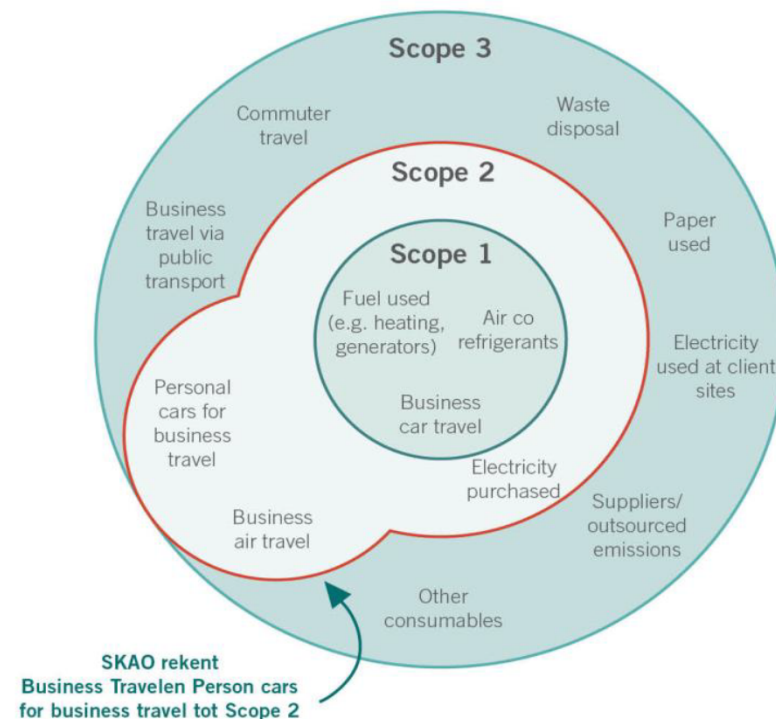 Scope 3
Commuter
travel
Waste
disposal
Scope 2
Business
travel via
public
transport
Paper
used
Scope 1
Fuel used
(e.g. heating,
generators)
Air co
refrigerants
Electricity
used at client
sites
Personal
cars for
business
travel
Business
car travel
Electricity
purchased
Business
air travel
Suppliers/
outsourced
emissions
Other
consumables
SKAO rekent
Business Travelen Person cars
for business travel tot Scope 2